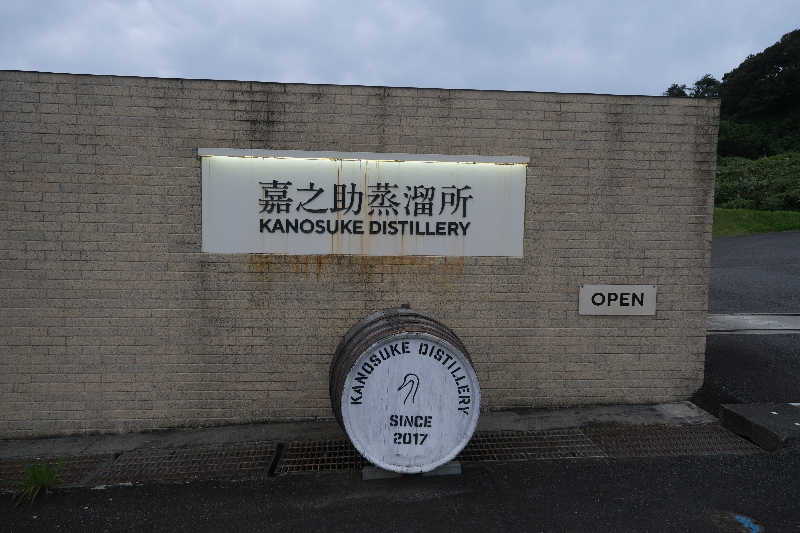 嘉之助蒸溜所
KANOSUKE DISTILLERY
OPEN
KANOSUKE DISTILLERY
SINCE
2017